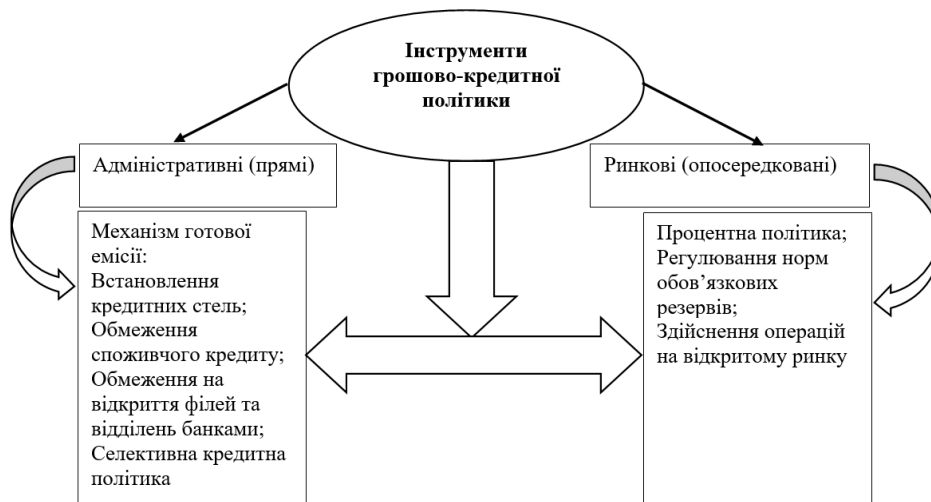 Інструменти
грошово-кредитної
політики
Адміністративні (прямі)
Ринкові (опосередковані)
Механізм готової
емісії:
Встановлення
кредитних стель;
Обмеження
споживчого кредиту;
Обмеження на
відкриття філей та
відділень банками;
Селективна кредитна
політика
Процентна політика;
Регулювання норм
обов’язкових
резервів;
Здійснення операцій
на відкритому ринку